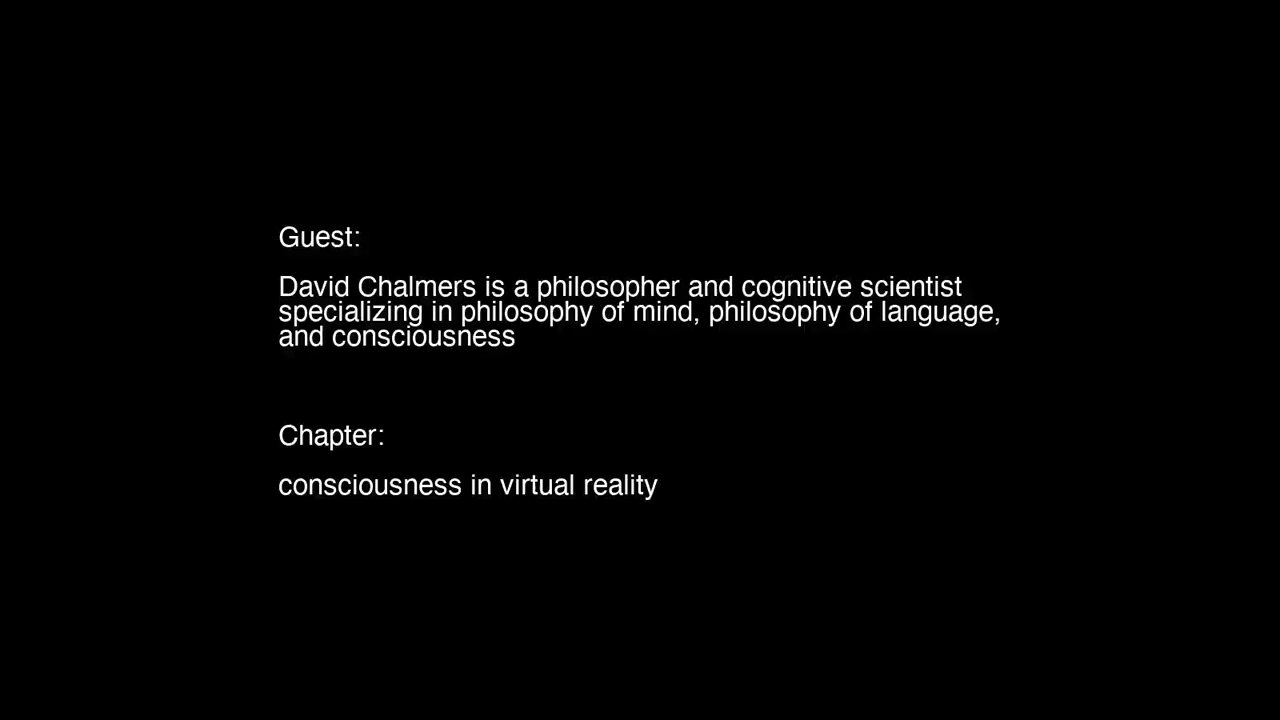 Guest:
David Chalmers is a philosopher and cognitive scientist
specializing in philosophy of mind, philosophy of language,
and consciousness
Chapter:
consciousness in virtual reality